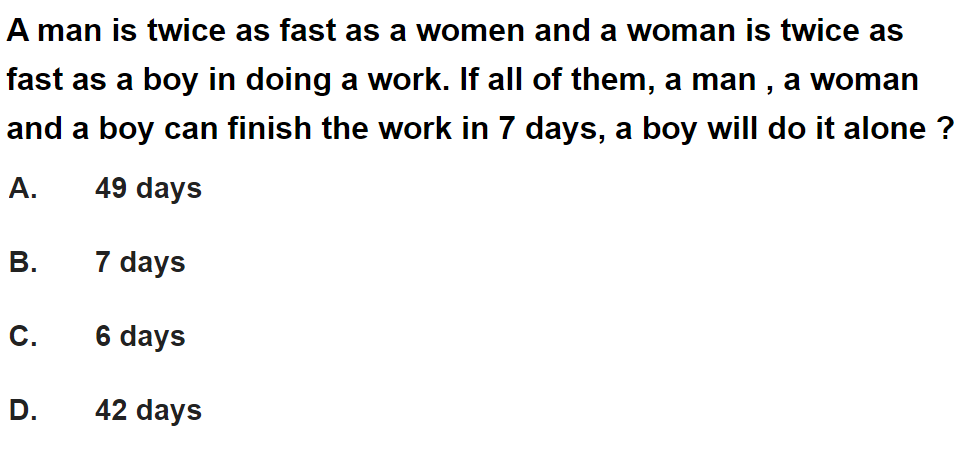 A man is twice as fast as a women and a woman is twice as
fast as a boy in doing a work. If all of them, a man , a woman
and a boy can finish the work in 7 days, a boy will do it alone ?
A. 49 days
B. 7 days
C. 6 days
D. 42 days